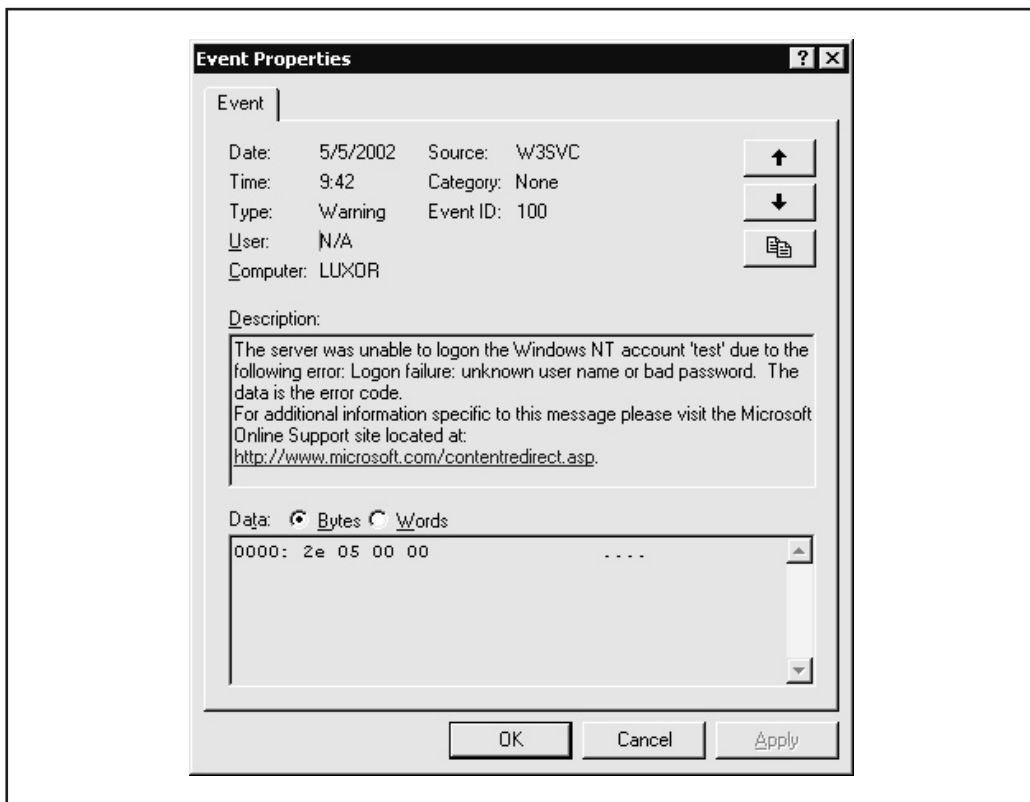 Event Properties
Event
Date: 5/5/2002 Source: W3SVC
Time: 9:42 Category: None
Type: Warning Event ID: 100
User: N/A
Computer: LUXOR
Description:
The server was unable to logon the Windows NT account 'test' due to the
following error: Logon failure: unknown user name or bad password. The
data is the error code.
For additional information specific to this message please visit the Microsoft
Online Support site located at:
http://www.microsoft.com/contentredirect.asp.
Data: Bytes Words
0000: 2e 05 00 00 ....
OK Cancel Apply